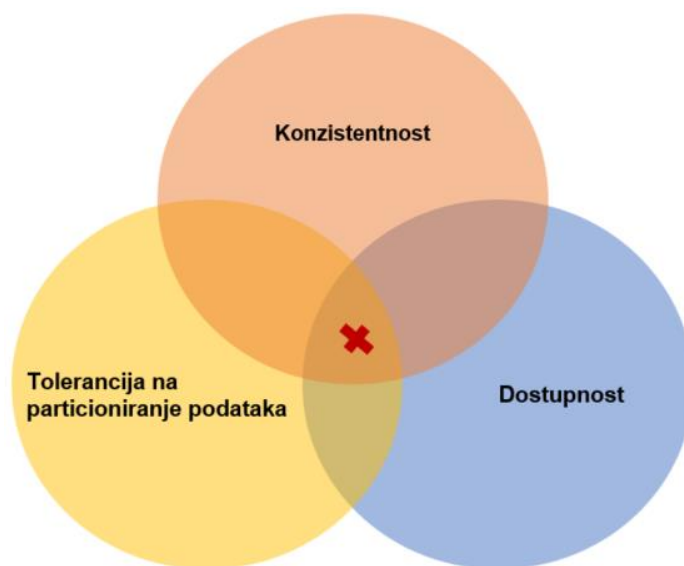 Konzistentnost
Tolerancija na
particioniranje podataka
Dostupnost